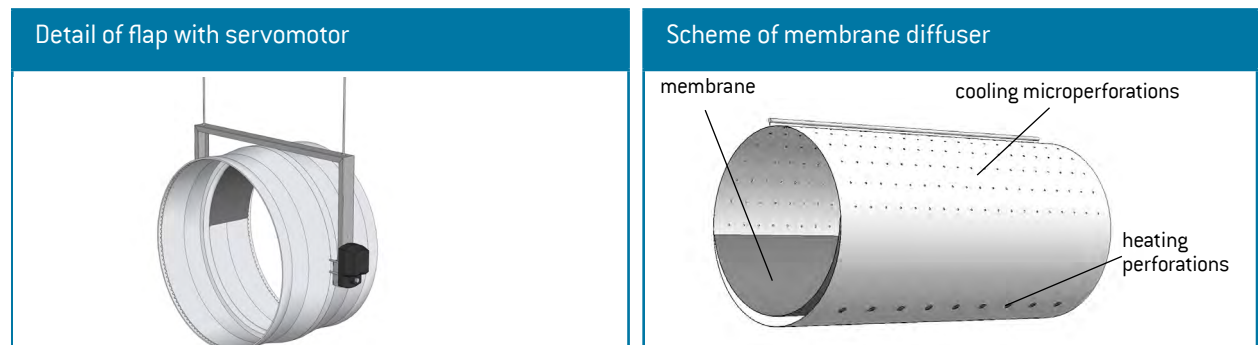 Detail of flap with servomotor
Scheme of membrane diffuser
membrane
cooling microperforations
heating
perforations